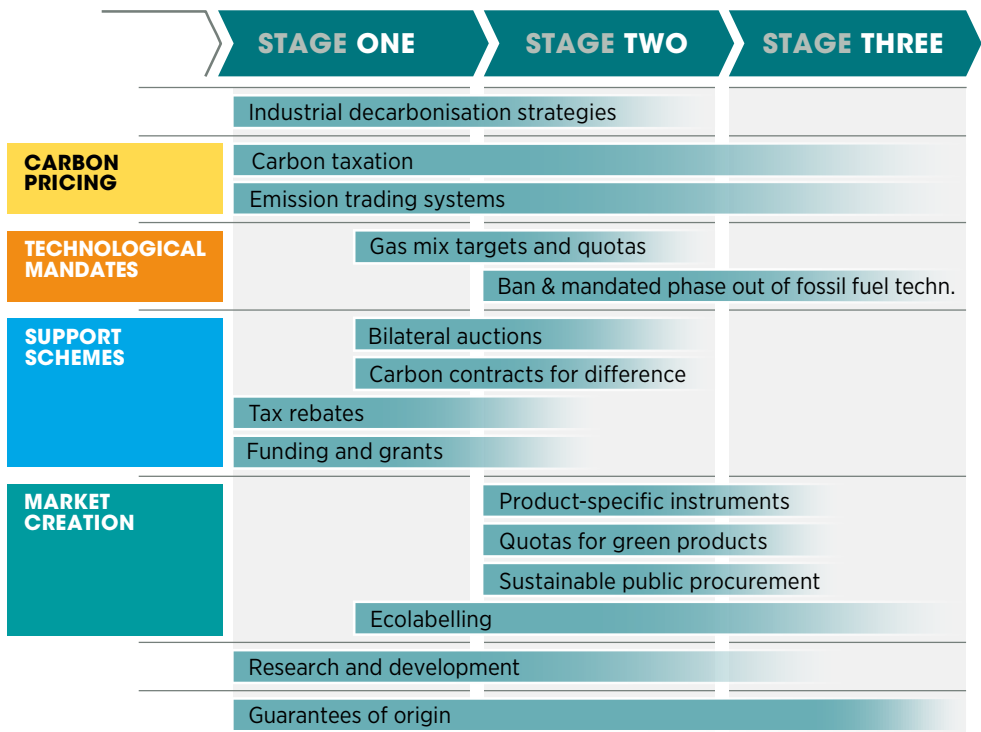 STAGE ONE
STAGE TWO
STAGE THREE
Industrial decarbonisation strategies
CARBON
PRICING
Carbon taxation
Emission trading systems
TECHNOLOGICAL
MANDATES
Gas mix targets and quotas
Ban & mandated phase out of fossil fuel techn.
SUPPORT
SCHEMES
Bilateral auctions
Carbon contracts for difference
Tax rebates
Funding and grants
MARKET
CREATION
Product-specific instruments
Quotas for green products
Sustainable public procurement
Ecolabelling
Research and development
Guarantees of origin